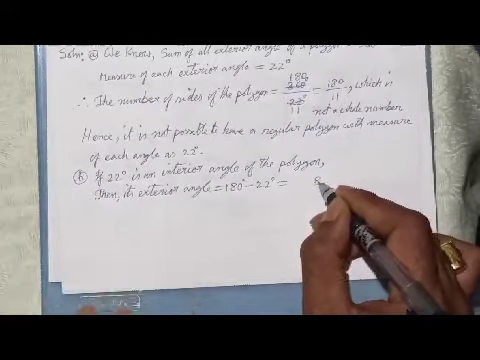 Soln: (a) We Know, Sum of all exterior angle of a polygon
Measure of each exterior angle = 22°
∴ The number of sides of the polygon = 360/22° = 180/11, which is
not a whole number
Hence, it is not possible to have a regular polygon with measure
of each angle as 22°.
(b) If 22° is an interior angle of the polygon,
Then, its exterior angle = 180° - 22° =